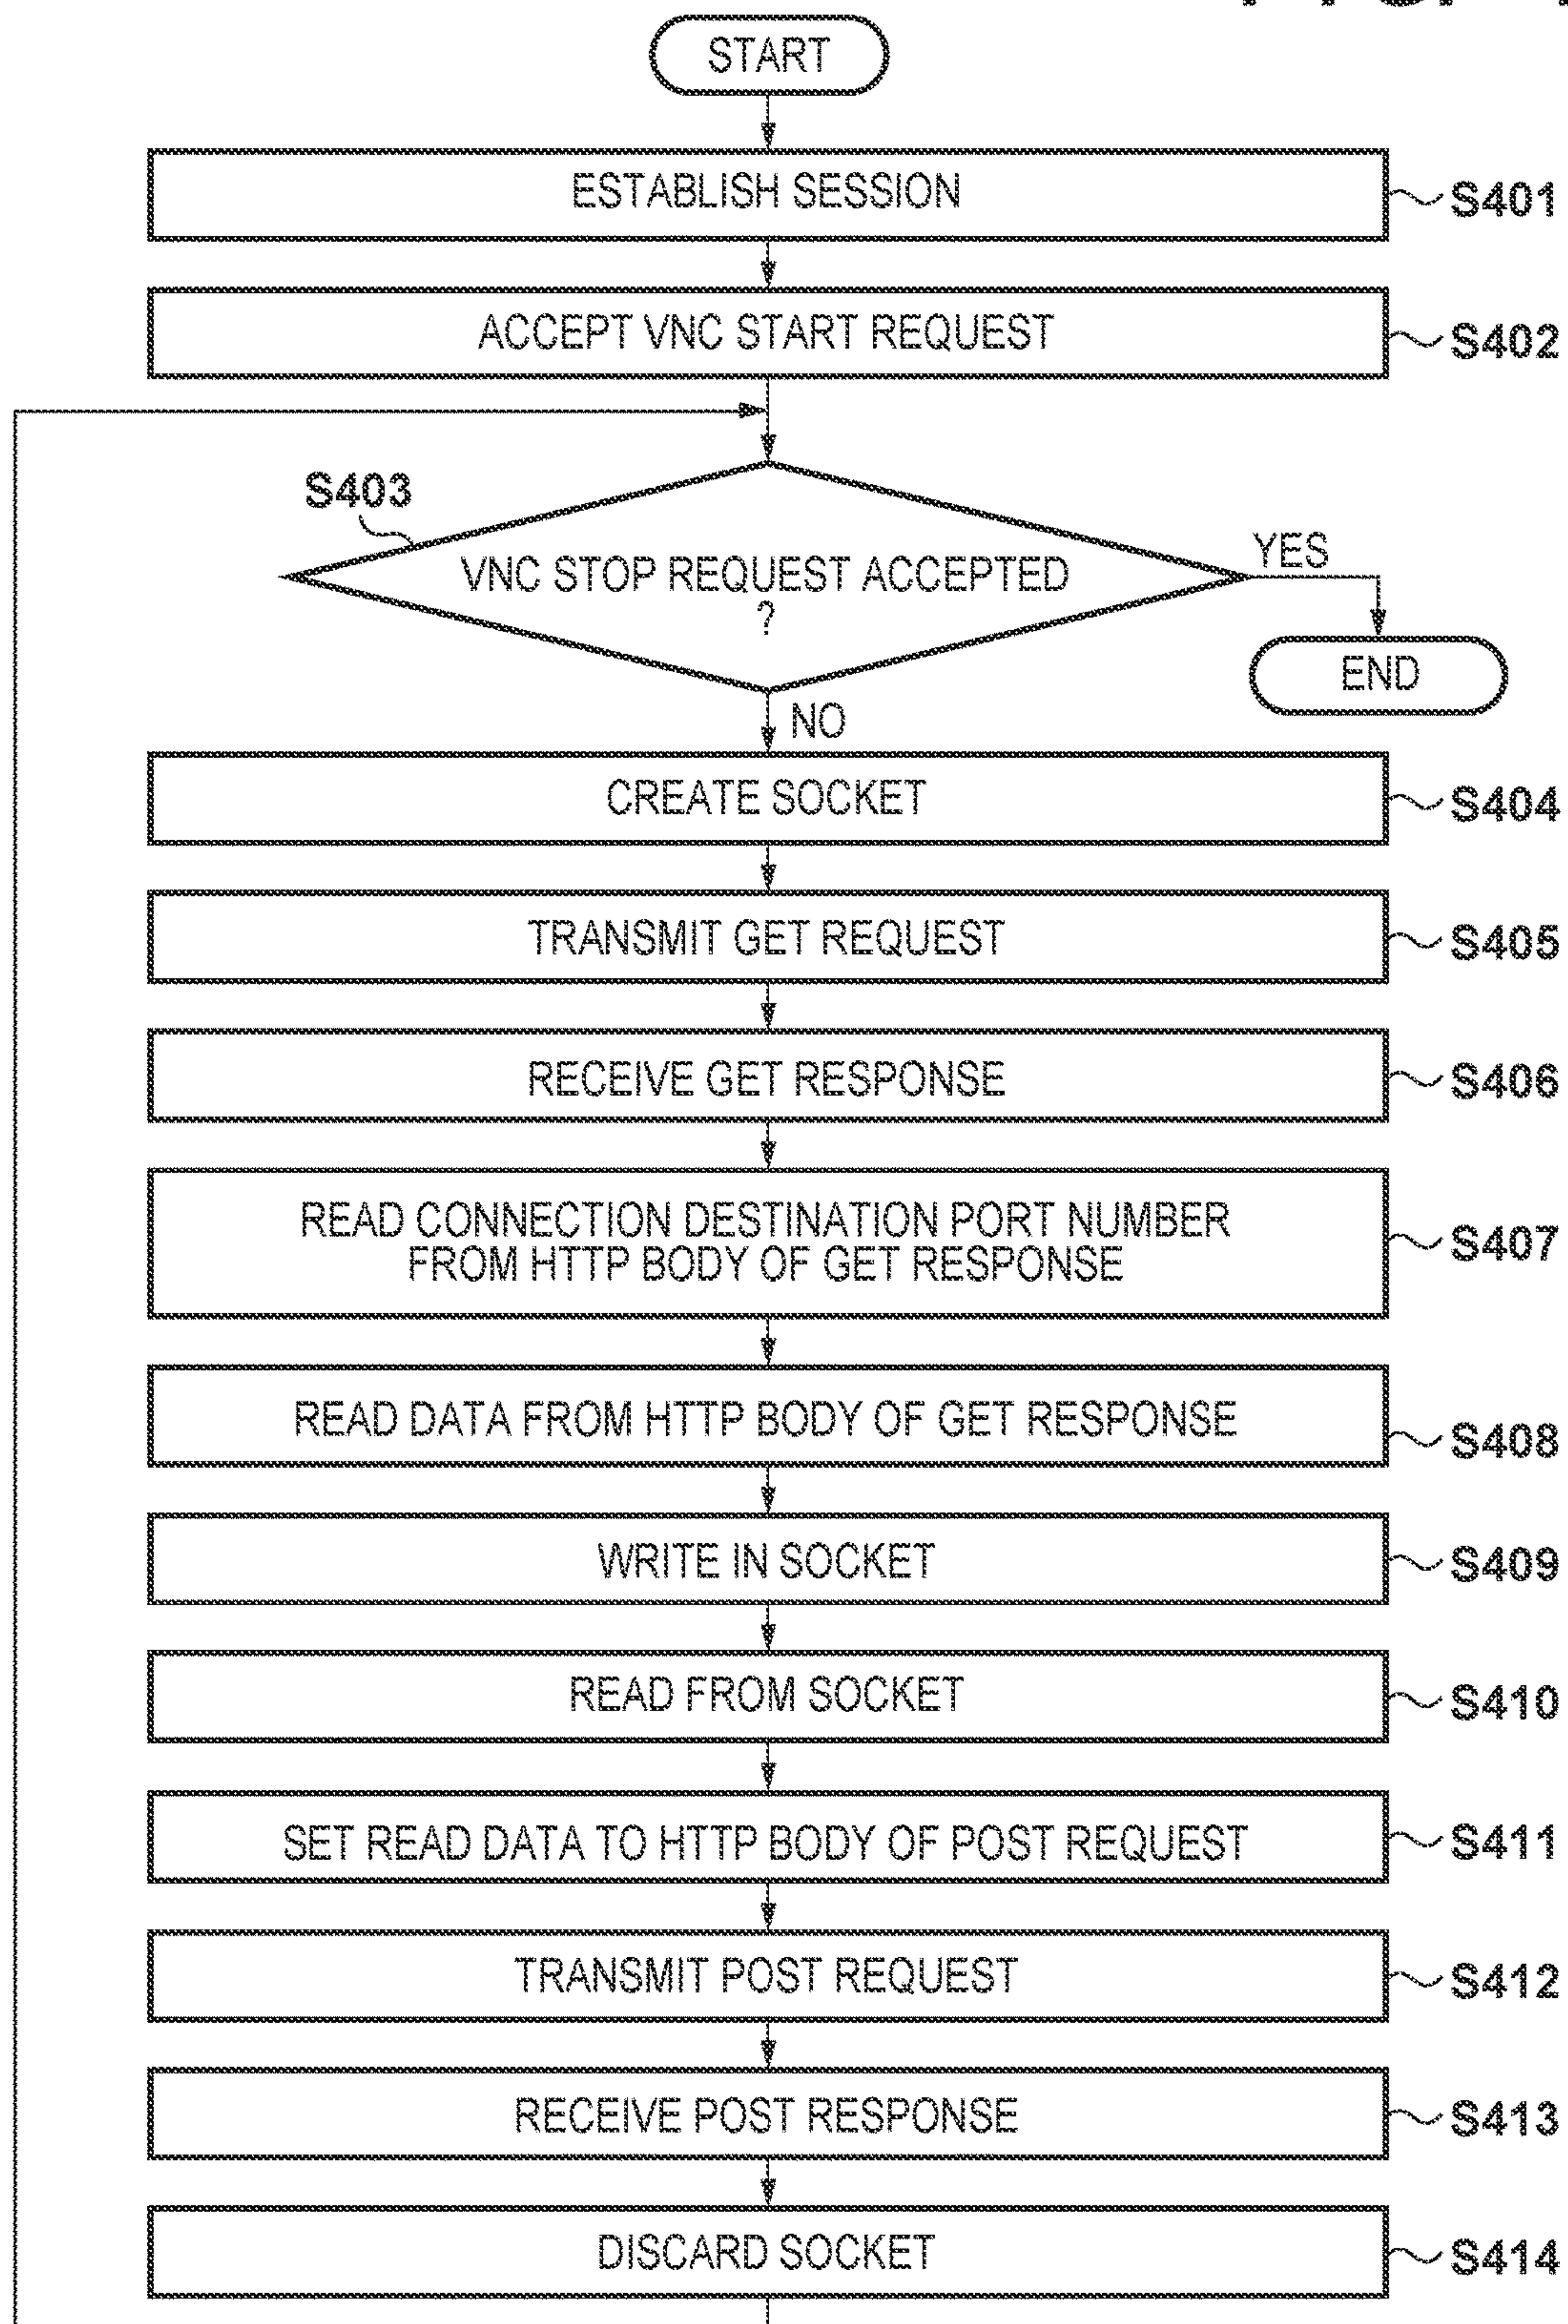 START
ESTABLISH SESSION
S401
ACCEPT VNC START REQUEST
S402
S403
VNC STOP REQUEST ACCEPTED
?
YES
END
NO
CREATE SOCKET
S404
TRANSMIT GET REQUEST
S405
RECEIVE GET RESPONSE
S406
READ CONNECTION DESTINATION PORT NUMBER
FROM HTTP BODY OF GET RESPONSE
S407
READ DATA FROM HTTP BODY OF GET RESPONSE
S408
WRITE IN SOCKET
S409
READ FROM SOCKET
S410
SET READ DATA TO HTTP BODY OF POST REQUEST
S411
TRANSMIT POST REQUEST
S412
RECEIVE POST RESPONSE
S413
DISCARD SOCKET
S414